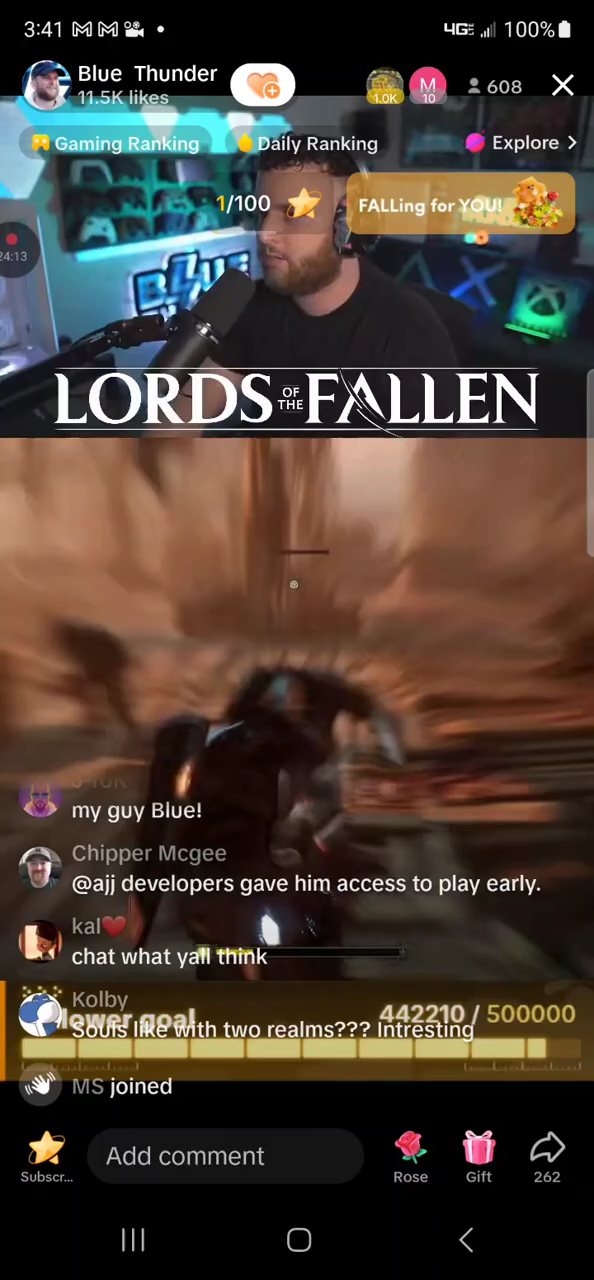 3:41
4GE 100%
Blue Thunder
11.5K likes
1.0K
M
10
608
Gaming Ranking
Daily Ranking
Explore >
1/100
FALLing for YOU!
24:13
BLUE
LORDS OF THE FALLEN
my guy Blue!
Chipper Mcgee
@ajj developers gave him access to play early.
kal❤️
chat what yall think
Kolby
lower goal
442210 / 500000
Souls like with two realms??? Intresting
MS joined
Add comment
Subscr...
Rose
Gift
262